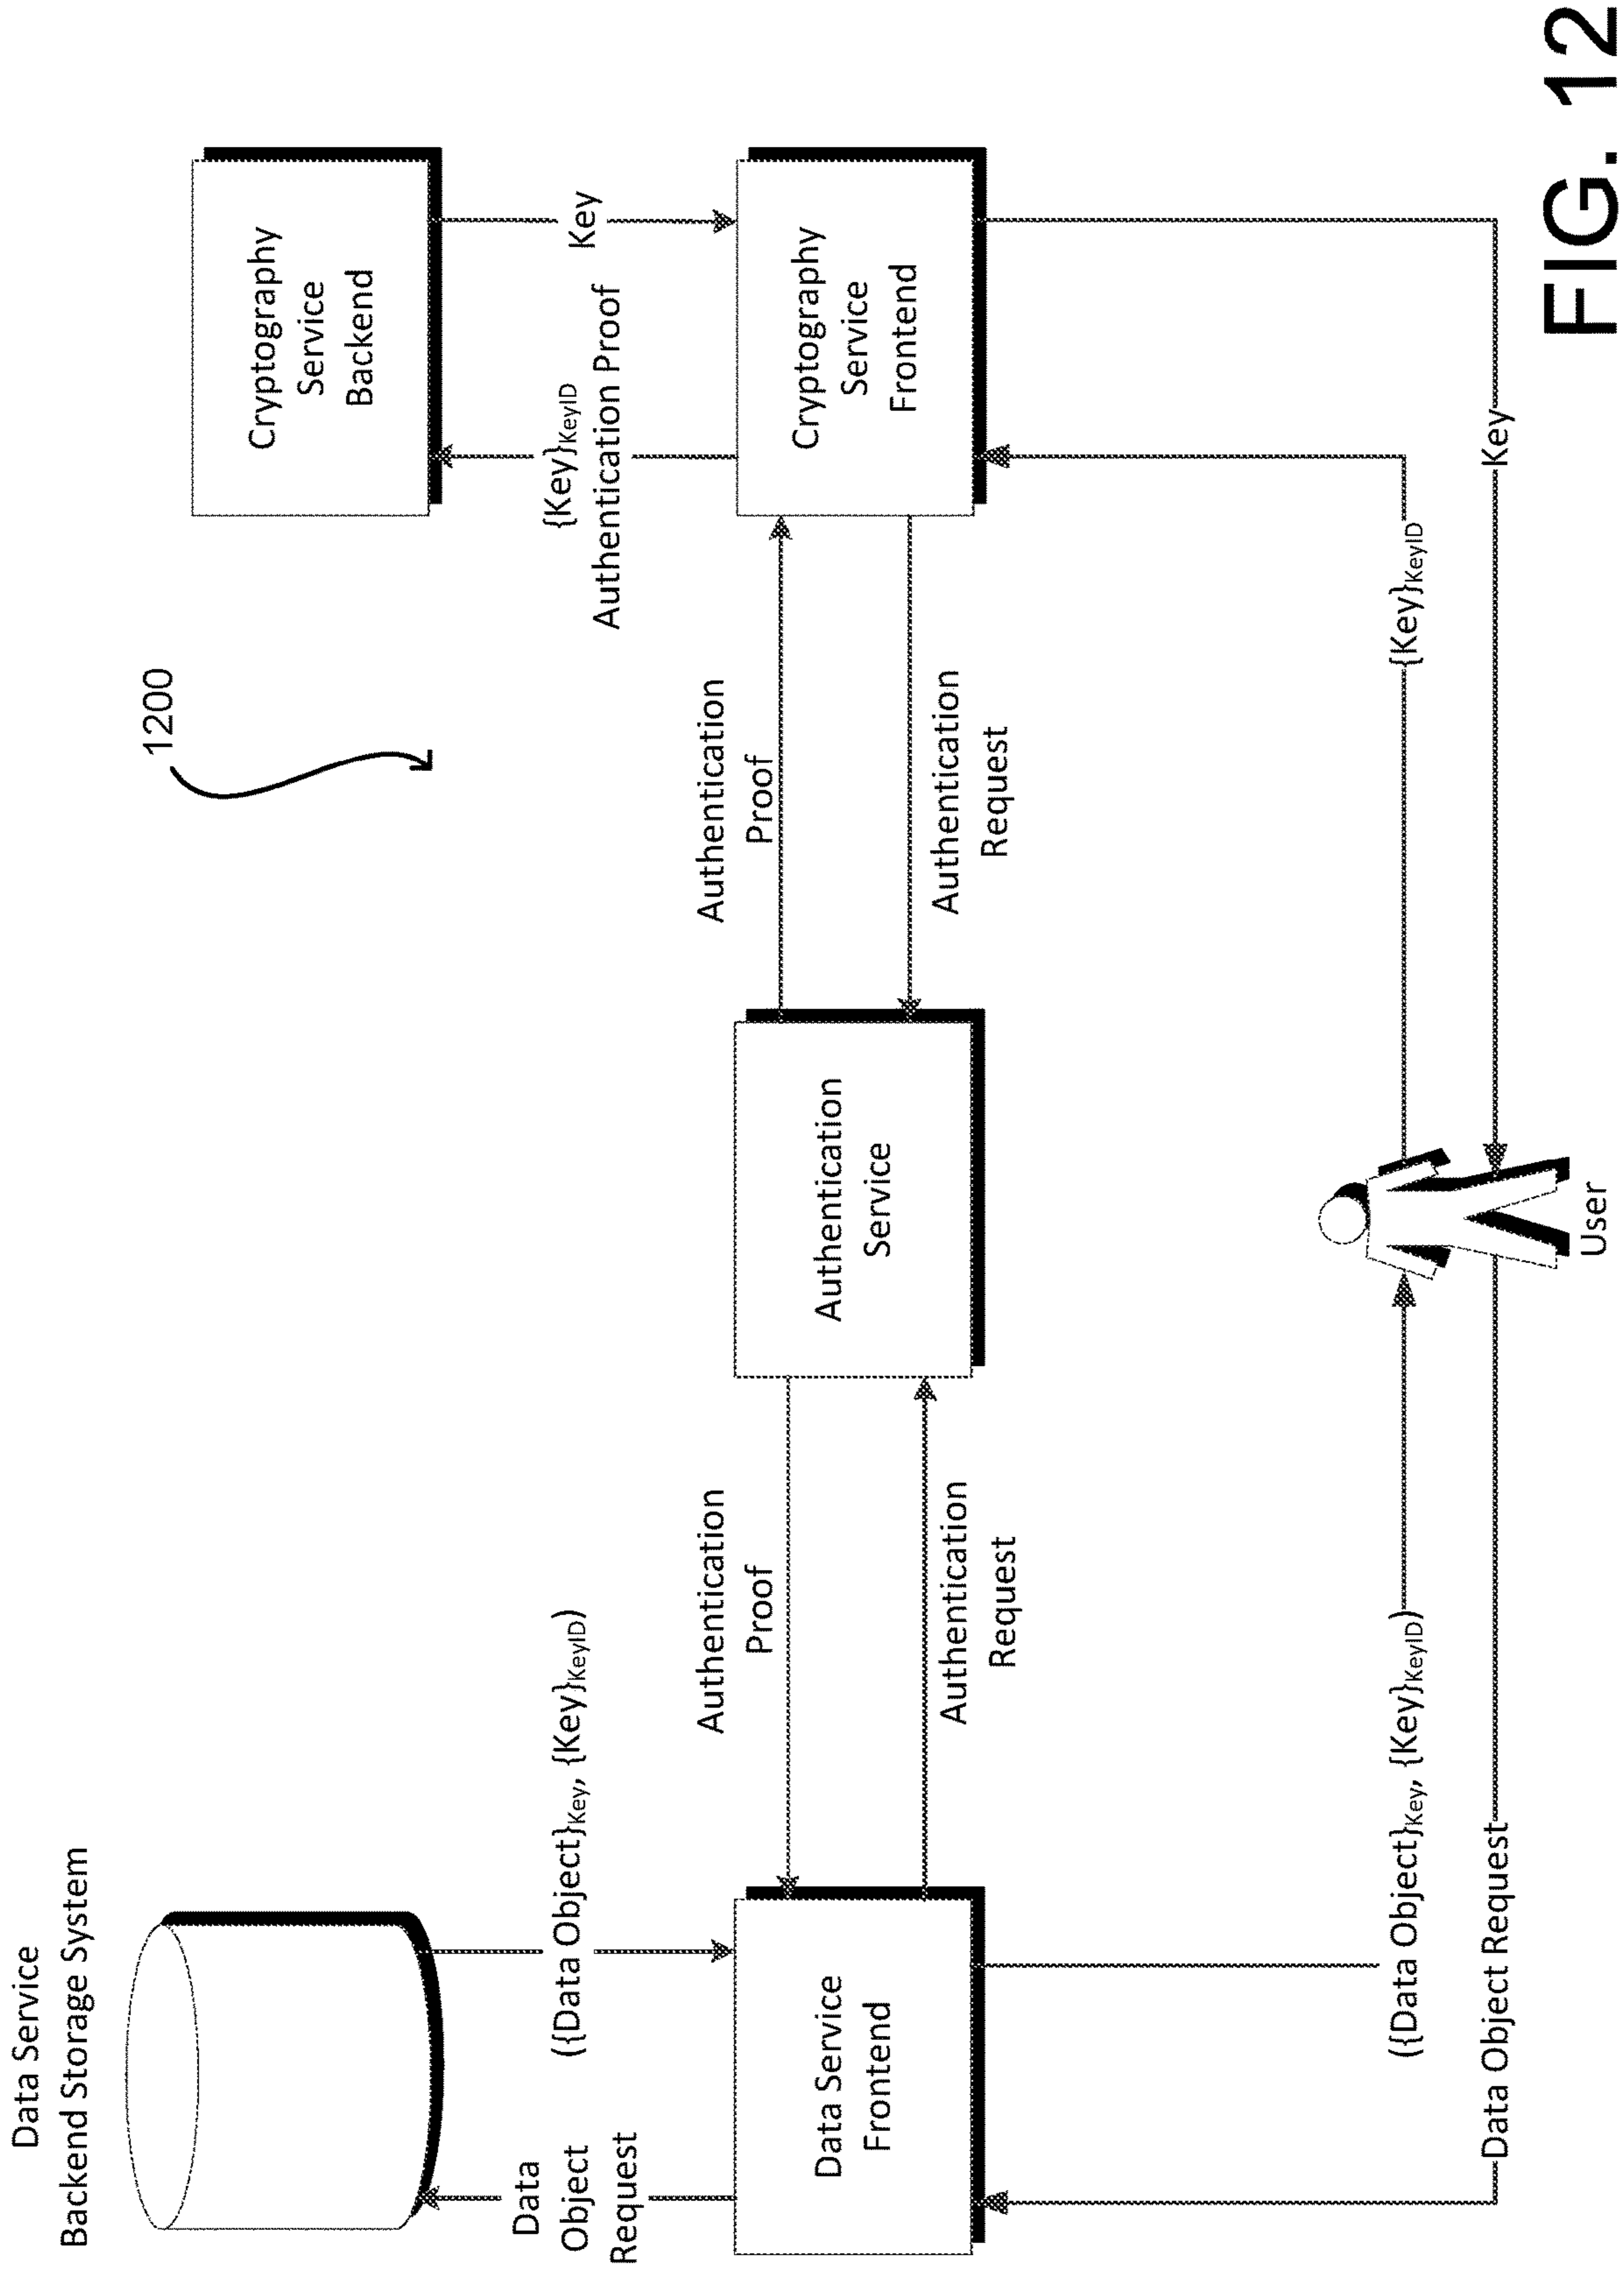 Data Service
Backend Storage System
1200
Cryptography
Service
Backend
Data
Object
Request
({Data Object}Key, {Key}KeyID)
{Key}KeyID
Authentication Proof
Key
Data Service
Frontend
Authentication
Proof
Authentication
Request
Authentication
Service
Authentication
Proof
Authentication
Request
Cryptography
Service
Frontend
({Data Object}Key, {Key}KeyID)
{Key}KeyID
Data Object Request
Key
User
FIG. 12